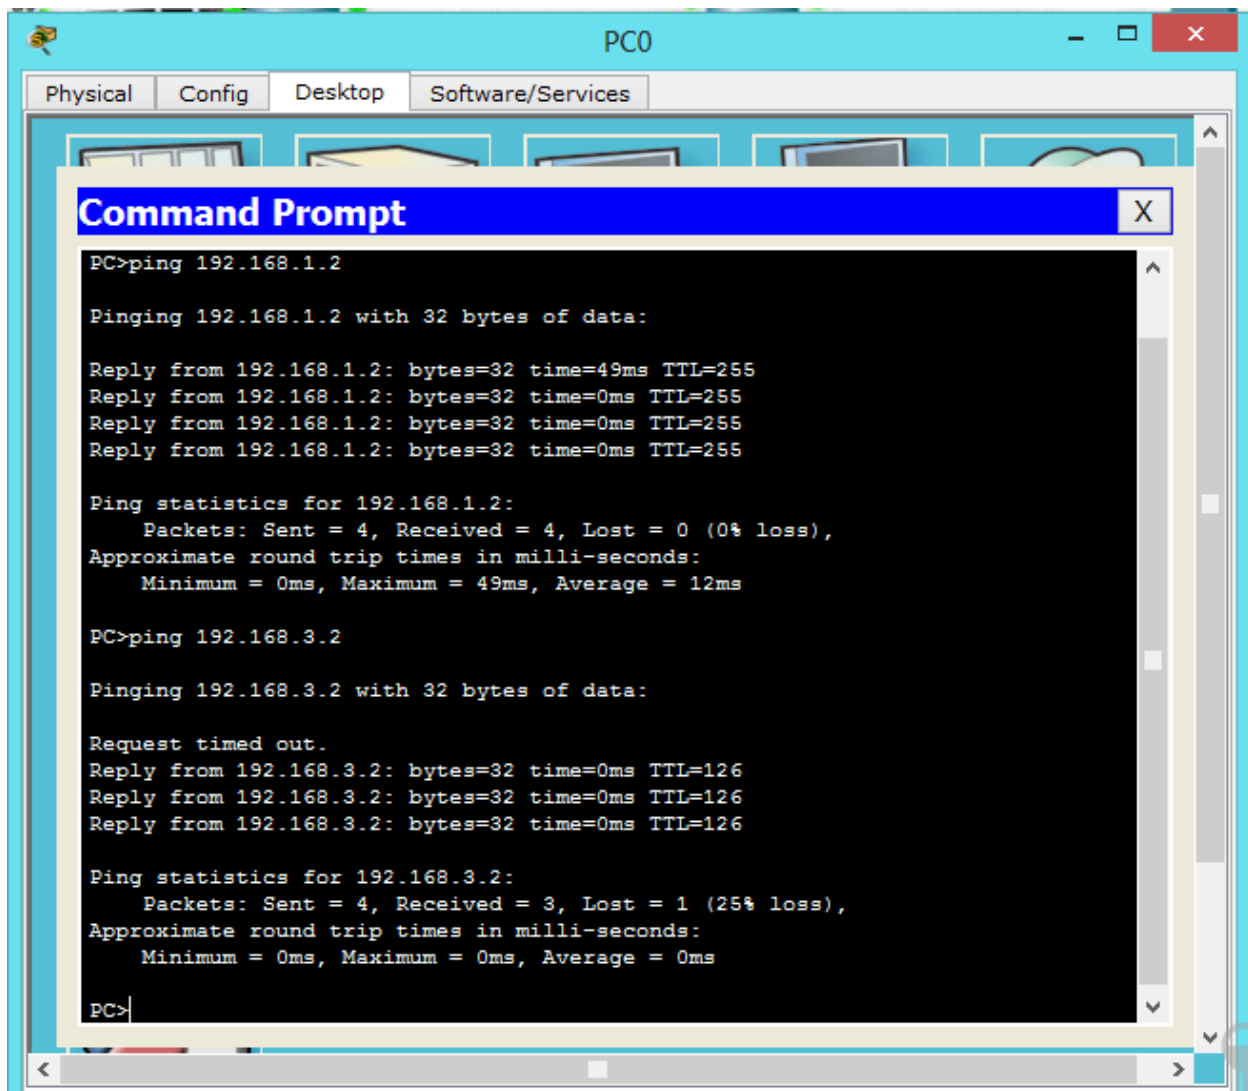 PC0
Physical Config Desktop Software/Services
Command Prompt X
PC>ping 192.168.1.2
Pinging 192.168.1.2 with 32 bytes of data:
Reply from 192.168.1.2: bytes=32 time=49ms TTL=255
Reply from 192.168.1.2: bytes=32 time=0ms TTL=255
Reply from 192.168.1.2: bytes=32 time=0ms TTL=255
Reply from 192.168.1.2: bytes=32 time=0ms TTL=255
Ping statistics for 192.168.1.2:
Packets: Sent = 4, Received = 4, Lost = 0 (0% loss),
Approximate round trip times in milli-seconds:
Minimum = 0ms, Maximum = 49ms, Average = 12ms
PC>ping 192.168.3.2
Pinging 192.168.3.2 with 32 bytes of data:
Request timed out.
Reply from 192.168.3.2: bytes=32 time=0ms TTL=126
Reply from 192.168.3.2: bytes=32 time=0ms TTL=126
Reply from 192.168.3.2: bytes=32 time=0ms TTL=126
Ping statistics for 192.168.3.2:
Packets: Sent = 4, Received = 3, Lost = 1 (25% loss),
Approximate round trip times in milli-seconds:
Minimum = 0ms, Maximum = 0ms, Average = 0ms
PC>